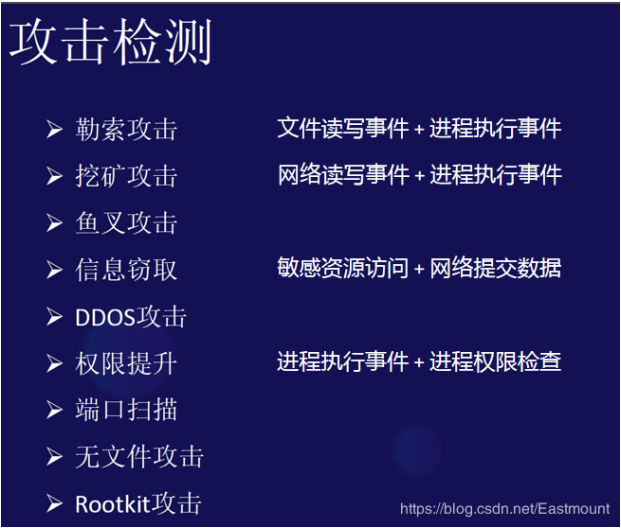 攻击检测
➢ 勒索攻击 文件读写事件 + 进程执行事件
➢ 挖矿攻击 网络读写事件 + 进程执行事件
➢ 鱼叉攻击
➢ 信息窃取 敏感资源访问 + 网络提交数据
➢ DDOS攻击
➢ 权限提升 进程执行事件 + 进程权限检查
➢ 端口扫描
➢ 无文件攻击
➢ Rootkit攻击
https://blog.csdn.net/Eastmount